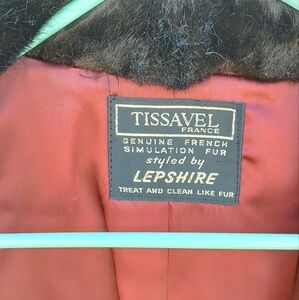 TISSAVEL
FRANCE
GENUINE FRENCH
SIMULATION FUR
styled by
LEPSHIRE
TREAT AND CLEAN LIKE FUR